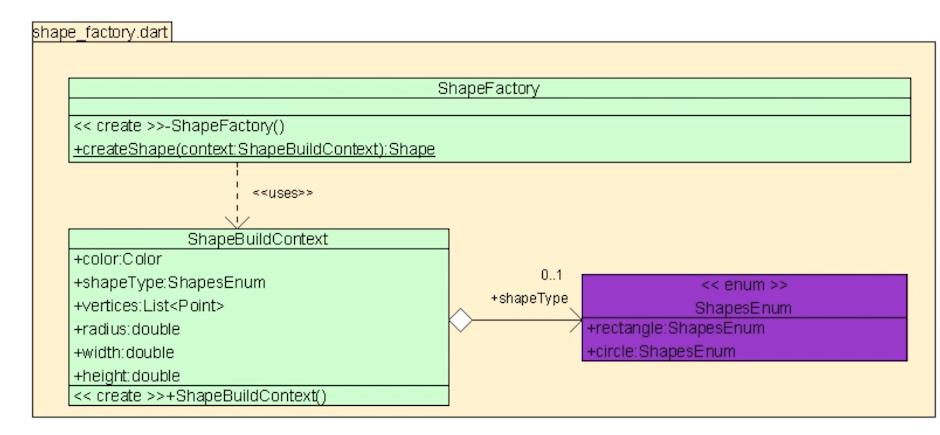 shape_factory.dart
ShapeFactory
<< create >>-ShapeFactory()
+createShape(context:ShapeBuildContext):Shape
<<uses>>
ShapeBuildContext
+color:Color
+shapeType:ShapesEnum
+vertices:List<Point>
+radius:double
+width:double
+height:double
<< create >>+ShapeBuildContext()
0..1
+shapeType
<< enum >>
ShapesEnum
+rectangle:ShapesEnum
+circle:ShapesEnum